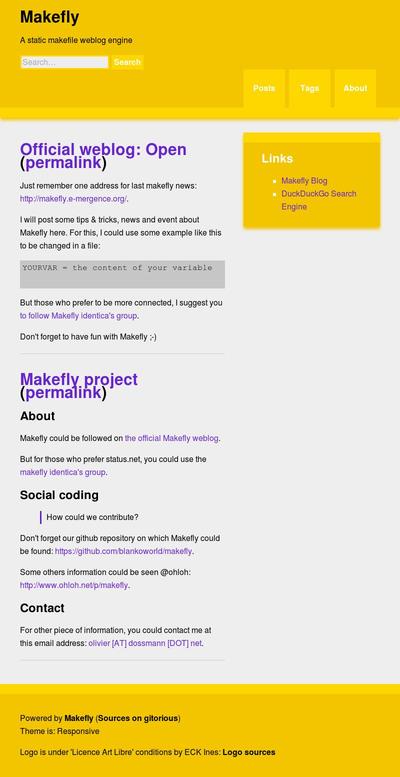 Makefly
A static makefile weblog engine
Search...
Search
Posts
Tags
About
Official weblog: Open
(permalink)
Just remember one address for last makefly news:
http://makefly.e-mergence.org/.
I will post some tips & tricks, news and event about
Makefly here. For this, I could use some example like this
to be changed in a file:
YOURVAR = the content of your variable
But those who prefer to be more connected, I suggest you
to follow Makefly identica's group.
Don't forget to have fun with Makefly ;-)
Makefly project
(permalink)
About
Makefly could be followed on the official Makefly weblog.
But for those who prefer status.net, you could use the
makefly identica's group.
Social coding
How could we contribute?
Don't forget our github repository on which Makefly could
be found: https://github.com/blankoworld/makefly.
Some others information could be seen @ohloh:
http://www.ohloh.net/p/makefly.
Contact
For other piece of information, you could contact me at
this email address: olivier [AT] dossmann [DOT] net.
Links
Makefly Blog
DuckDuckGo Search
Engine
Powered by Makefly (Sources on gitorious)
Theme is: Responsive
Logo is under 'Licence Art Libre' conditions by ECK Ines: Logo sources